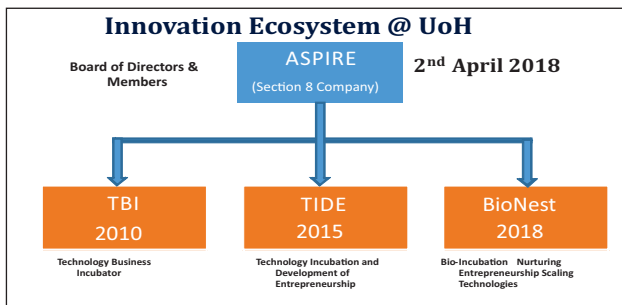 Innovation Ecosystem @ UoH
Board of Directors &
Members
ASPIRE
(Section 8 Company)
2nd April 2018
TBI
2010
TIDE
2015
BioNest
2018
Technology Business
Incubator
Technology Incubation and
Development of
Entrepreneurship
Bio-Incubation Nurturing
Entrepreneurship Scaling
Technologies